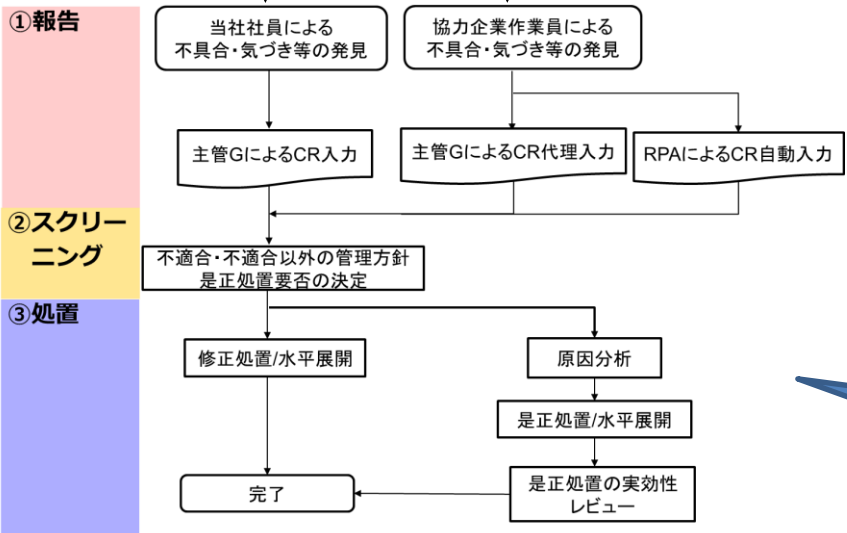 ①報告
当社社員による
不具合・気づき等の発見
協力企業作業員による
不具合・気づき等の発見
主管GによるCR入力
主管GによるCR代理入力
RPAによるCR自動入力
②スクリー
ニング
不適合・不適合以外の管理方針
是正処置要否の決定
③処置
修正処置/水平展開
原因分析
是正処置/水平展開
是正処置の実効性
レビュー
完了